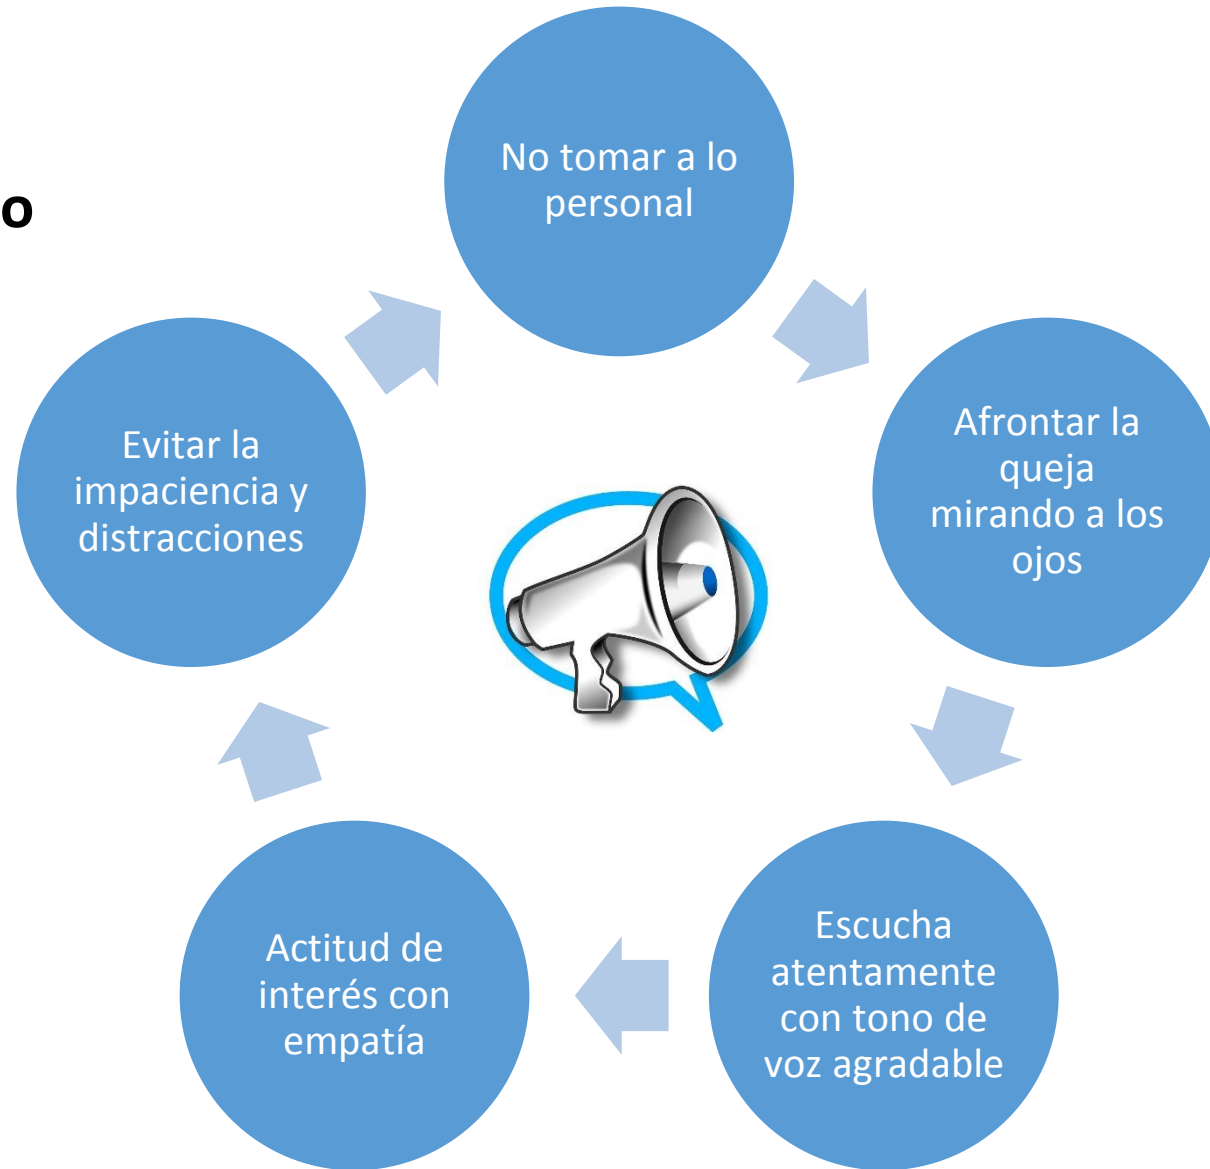 o
No tomar a lo
personal
Afrontar la
queja
mirando a los
ojos
Escucha
atentamente
con tono de
voz agradable
Actitud de
interés con
empatía
Evitar la
impaciencia y
distracciones